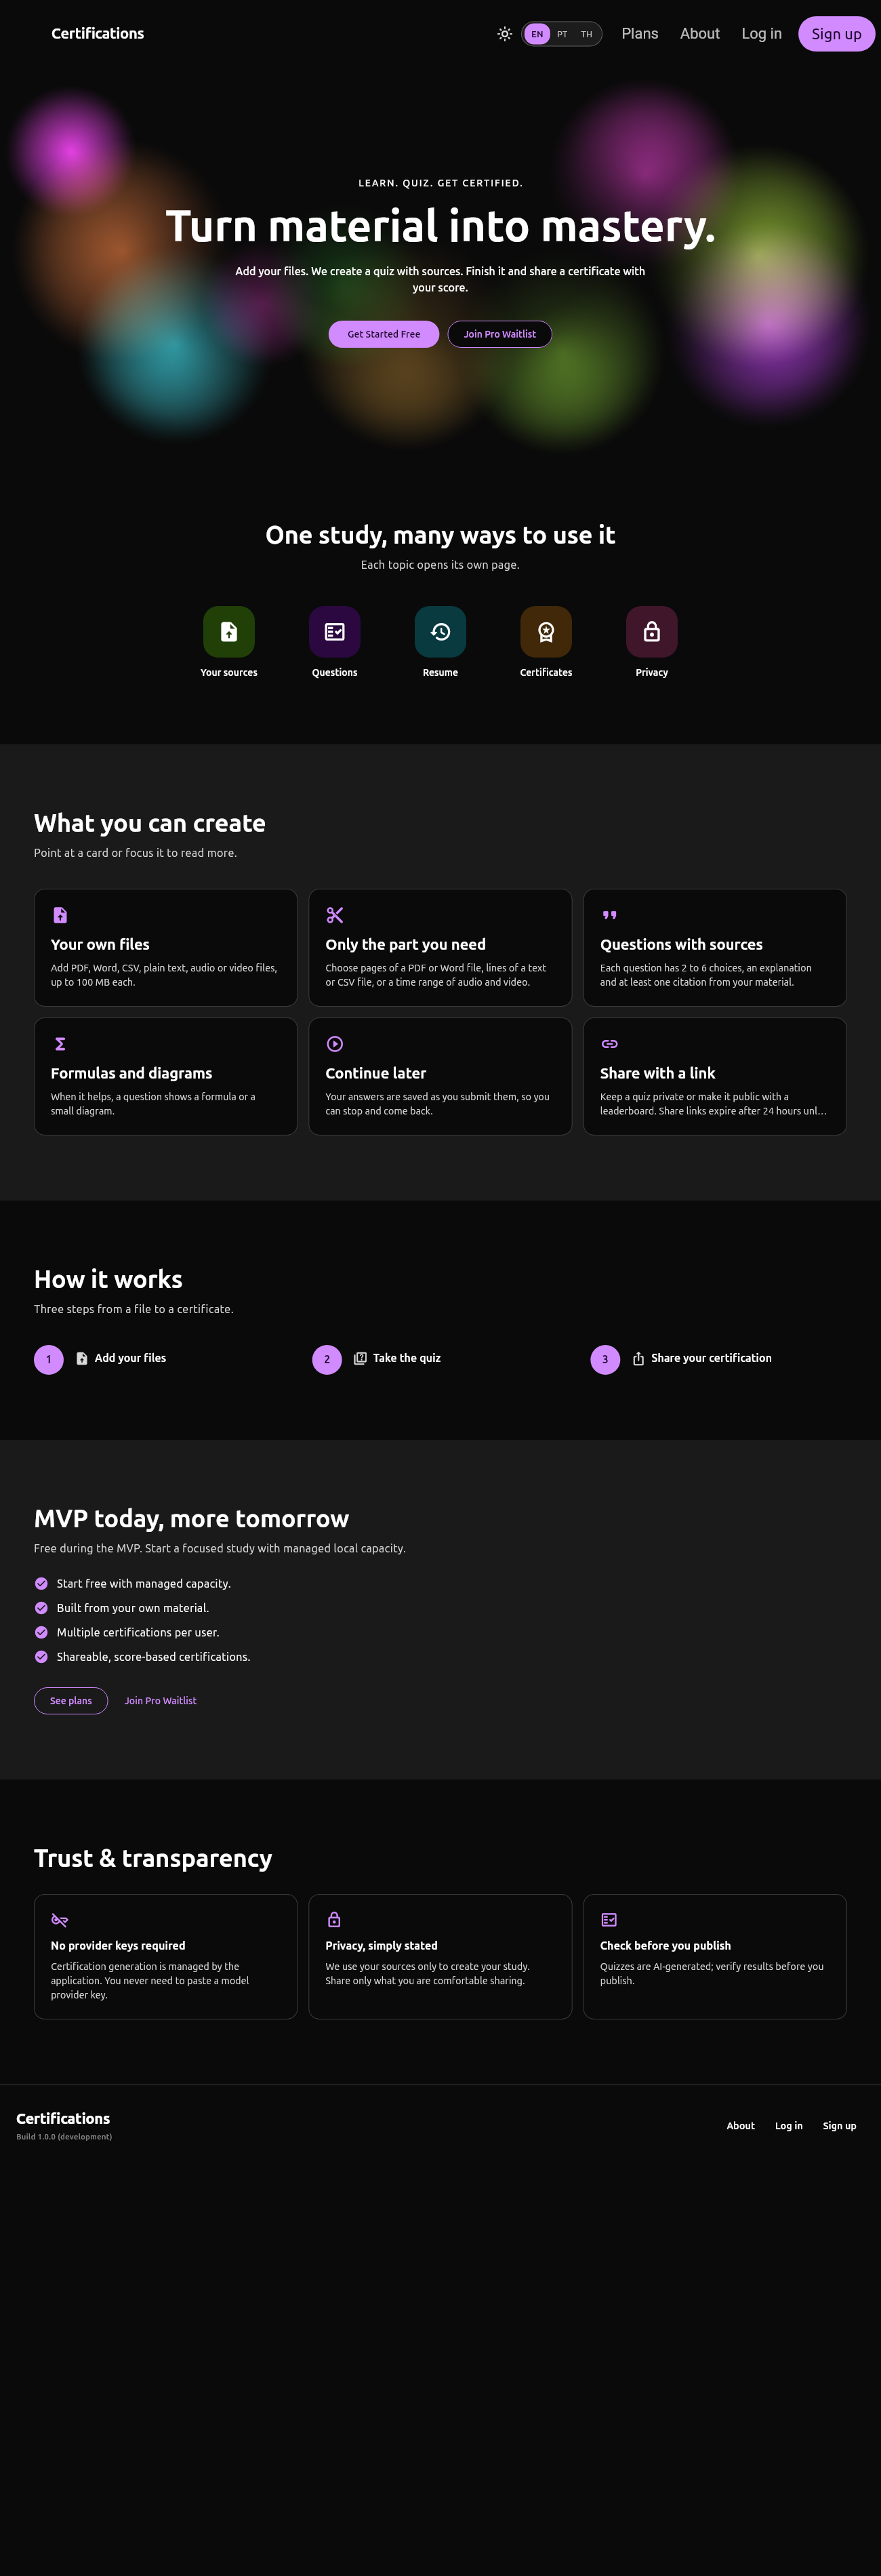 Certifications
EN PT TH Plans About Log in Sign up
LEARN. QUIZ. GET CERTIFIED.
Turn material into mastery.
Add your files. We create a quiz with sources. Finish it and share a certificate with
your score.
Get Started Free Join Pro Waitlist
One study, many ways to use it
Each topic opens its own page.
Your sources Questions Resume Certificates Privacy
What you can create
Point at a card or focus it to read more.
Your own files
Add PDF, Word, CSV, plain text, audio or video files,
up to 100 MB each.
Only the part you need
Choose pages of a PDF or Word file, lines of a text
or CSV file, or a time range of audio and video.
Questions with sources
Each question has 2 to 6 choices, an explanation
and at least one citation from your material.
Formulas and diagrams
When it helps, a question shows a formula or a
small diagram.
Continue later
Your answers are saved as you submit them, so you
can stop and come back.
Share with a link
Keep a quiz private or make it public with a
leaderboard. Share links expire after 24 hours unl…
How it works
Three steps from a file to a certificate.
1 Add your files
2 Take the quiz
3 Share your certification
MVP today, more tomorrow
Free during the MVP. Start a focused study with managed local capacity.
Start free with managed capacity.
Built from your own material.
Multiple certifications per user.
Shareable, score-based certifications.
See plans Join Pro Waitlist
Trust & transparency
No provider keys required
Certification generation is managed by the
application. You never need to paste a model
provider key.
Privacy, simply stated
We use your sources only to create your study.
Share only what you are comfortable sharing.
Check before you publish
Quizzes are AI-generated; verify results before you
publish.
Certifications
Build 1.0.0 (development)
About Log in Sign up